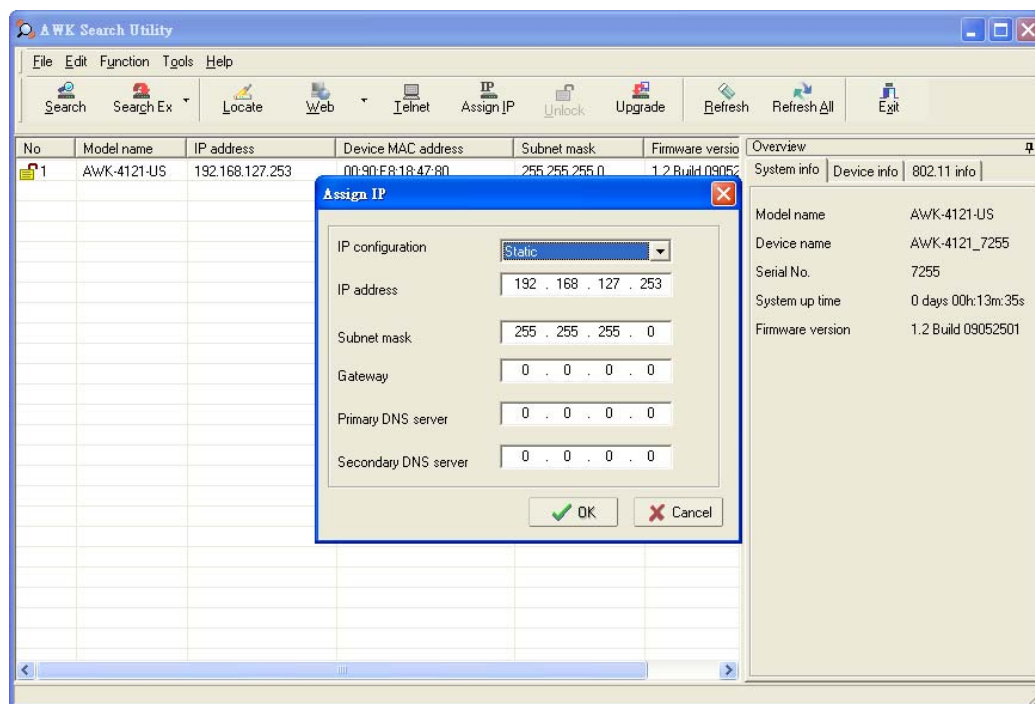 AWK Search Utility
File Edit Function Tools Help
Search Search Ex Locate Web Telnet Assign IP Unlock Upgrade Refresh Refresh All Exit
No Model name IP address Device MAC address Subnet mask Firmware versio
1 AWK-4121-US 192.168.127.253 00:90:E8:18:47:80 255.255.255.0 1.2 Build 09052
Assign IP
IP configuration Static
IP address 192 . 168 . 127 . 253
Subnet mask 255 . 255 . 255 . 0
Gateway 0 . 0 . 0 . 0
Primary DNS server 0 . 0 . 0 . 0
Secondary DNS server 0 . 0 . 0 . 0
OK Cancel
Overview
System info Device info 802.11 info
Model name AWK-4121-US
Device name AWK-4121_7255
Serial No. 7255
System up time 0 days 00h:13m:35s
Firmware version 1.2 Build 09052501